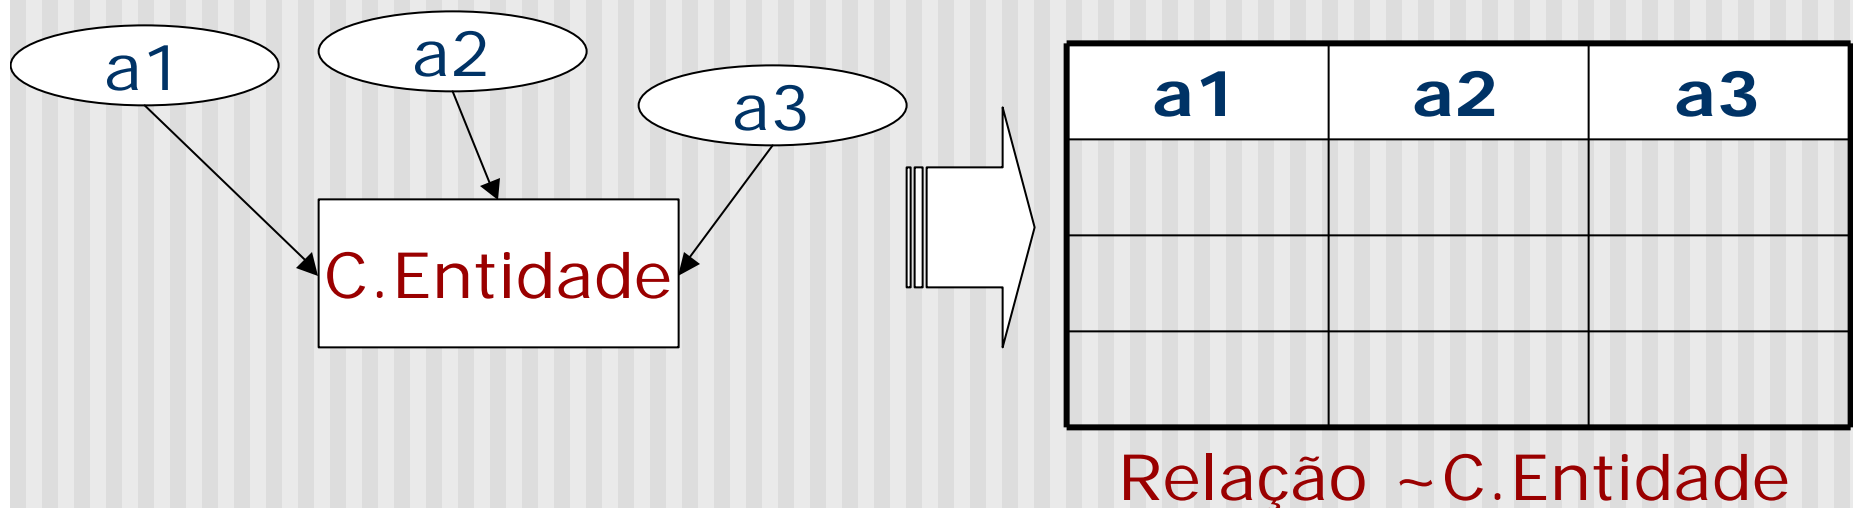 a1
a2
a3
C.Entidade
a1 a2 a3
Relação ~C.Entidade